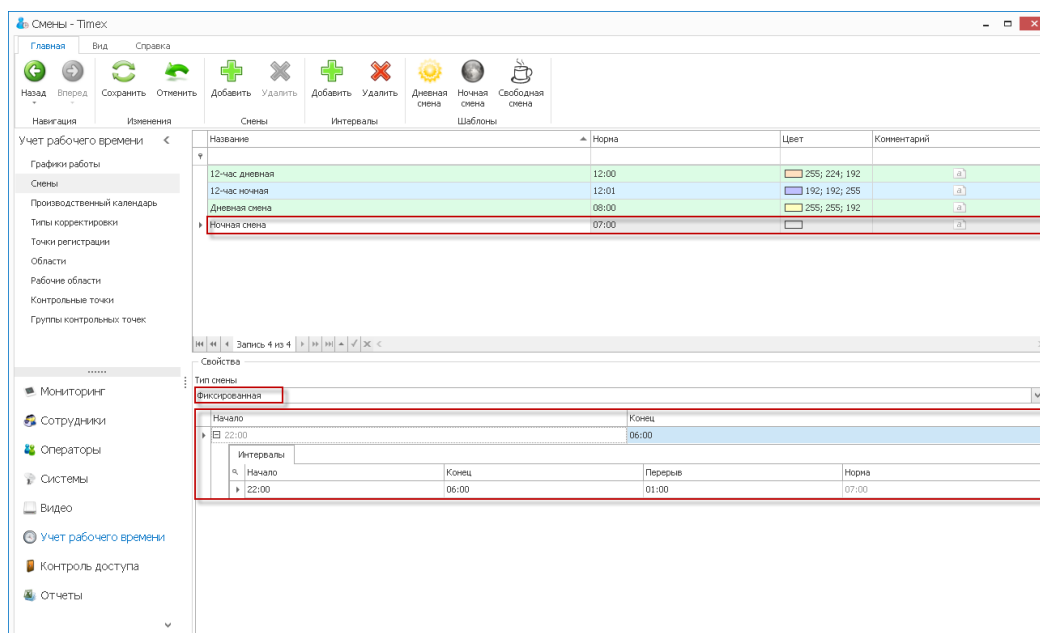 Смены - Timex
Главная Вид Справка
Назад Вперед Сохранить Отменить Добавить Удалить Добавить Удалить Дневная смена Ночная смена Свободная смена
Навигация Изменения Смены Интервалы Шаблоны
Учет рабочего времени
Графики работы
Смены
Производственный календарь
Типы корректировки
Точки регистрации
Области
Рабочие области
Контрольные точки
Группы контрольных точек
Мониторинг
Сотрудники
Операторы
Системы
Видео
Учет рабочего времени
Контроль доступа
Отчеты
Название Норма Цвет Комментарий
12-час дневная 12:00 255; 224; 192 a
12-час ночная 12:01 192; 192; 255 a
Дневная смена 08:00 255; 255; 192 a
Ночная смена 07:00 a
Запись 4 из 4
Свойства
Тип смены
Фиксированная
Начало Конец
22:00 06:00
Интервалы
Начало Конец Перерыв Норма
22:00 06:00 01:00 07:00